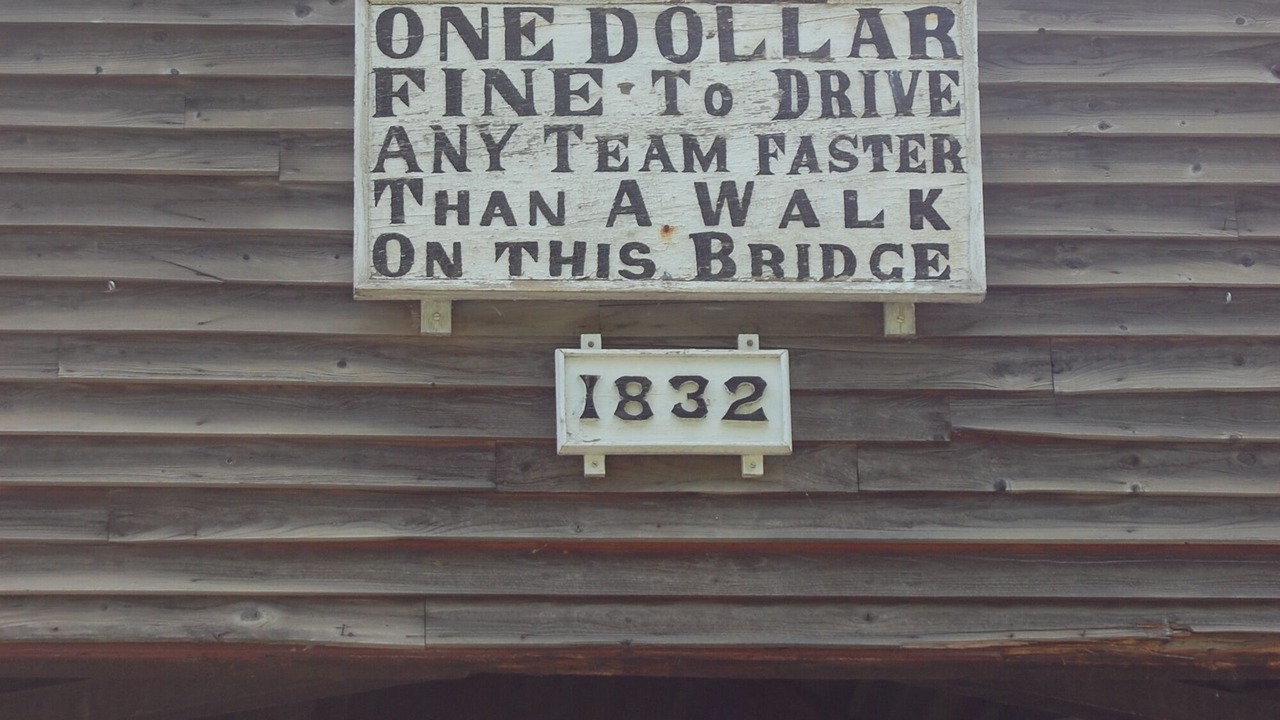 ONE DOLLAR
FINE TO DRIVE
ANY TEAM FASTER
THAN A WALK
ON THIS BRIDGE
1832